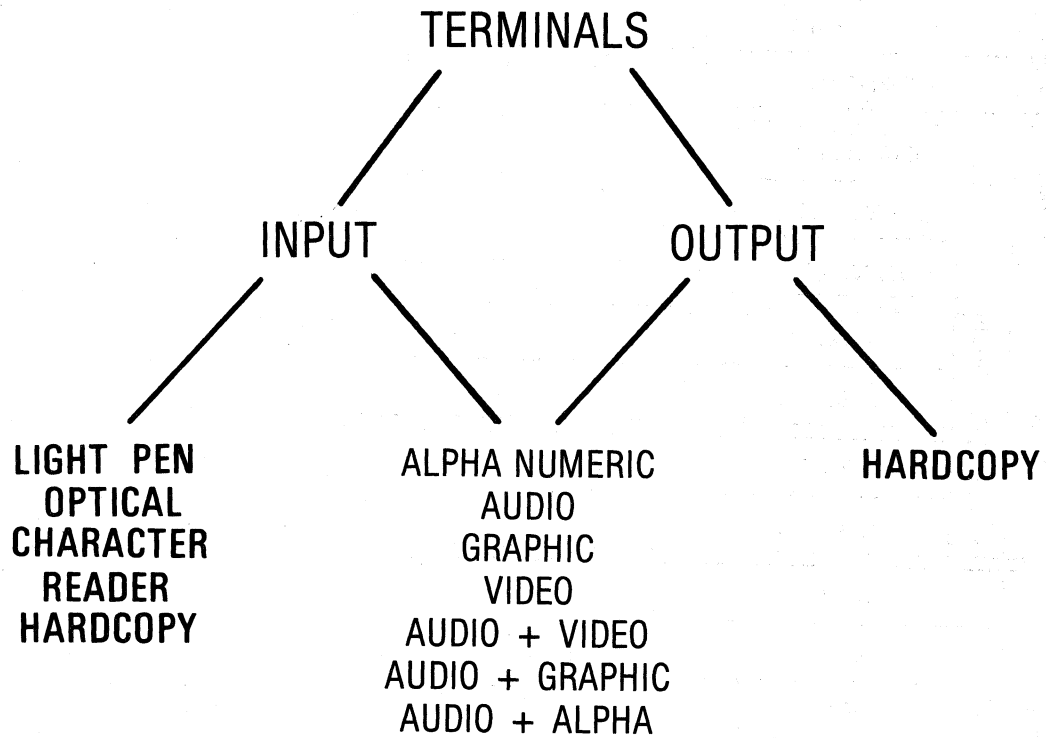 TERMINALS
INPUT
OUTPUT
LIGHT PEN
OPTICAL
CHARACTER
READER
HARDCOPY
ALPHA NUMERIC
AUDIO
GRAPHIC
VIDEO
AUDIO + VIDEO
AUDIO + GRAPHIC
AUDIO + ALPHA
HARDCOPY